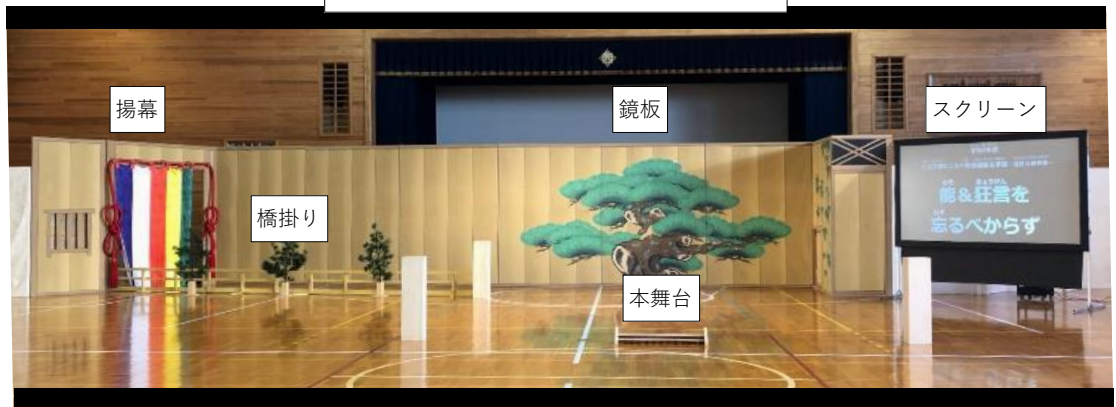 揚幕
鏡板
スクリーン
橋掛り
本舞台
能&狂言を
忘るべからず